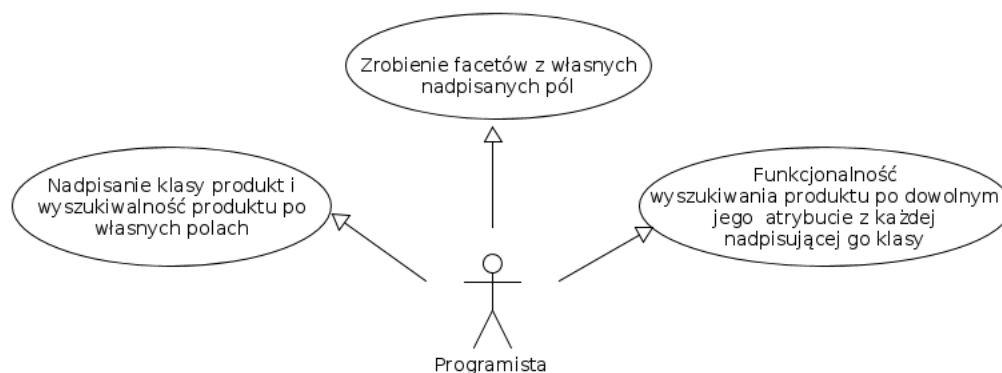 Zrobienie facetów z własnych
nadpisanych pól
Nadpisanie klasy produkt i
wyszukiwalność produktu po
własnych polach
Funkcjonalność
wyszukiwania produktu po dowolnym
jego atrybucie z każdej
nadpisującej go klasy
Programista